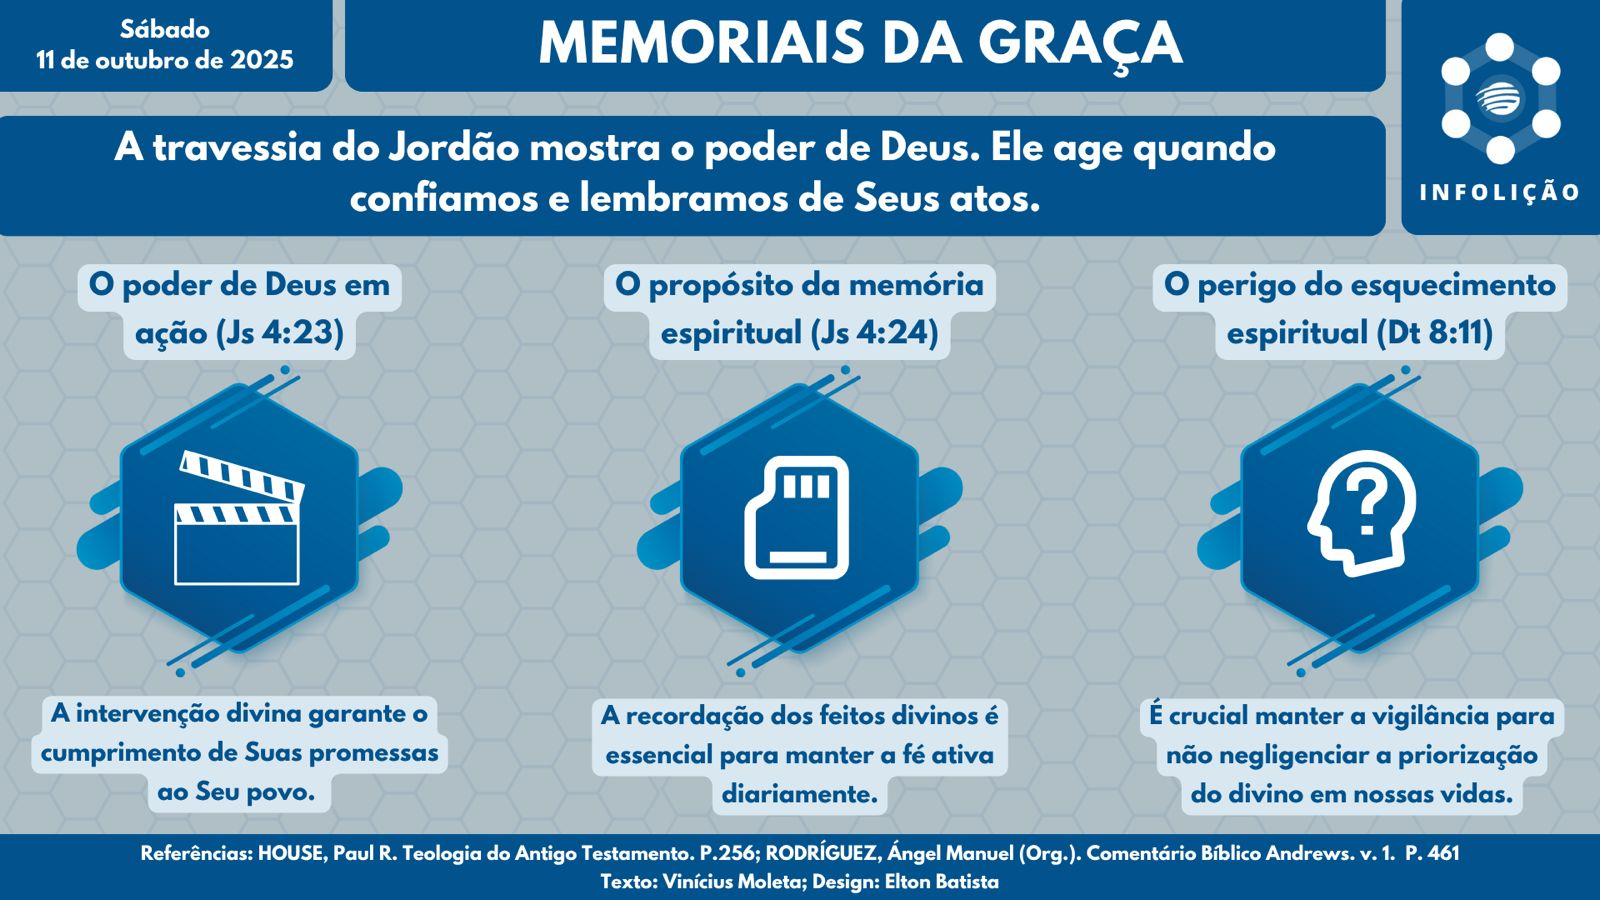 Sábado
11 de outubro de 2025
MEMORIAIS DA GRAÇA
INFOLIÇÃO
A travessia do Jordão mostra o poder de Deus. Ele age quando
confiamos e lembramos de Seus atos.
O poder de Deus em
ação (Js 4:23)
A intervenção divina garante o
cumprimento de Suas promessas
ao Seu povo.
O propósito da memória
espiritual (Js 4:24)
A recordação dos feitos divinos é
essencial para manter a fé ativa
diariamente.
O perigo do esquecimento
espiritual (Dt 8:11)
?
É crucial manter a vigilância para
não negligenciar a priorização
do divino em nossas vidas.
Referências: HOUSE, Paul R. Teologia do Antigo Testamento. P.256; RODRÍGUEZ, Ángel Manuel (Org.). Comentário Bíblico Andrews. v. 1. P. 461
Texto: Vinícius Moleta; Design: Elton Batista